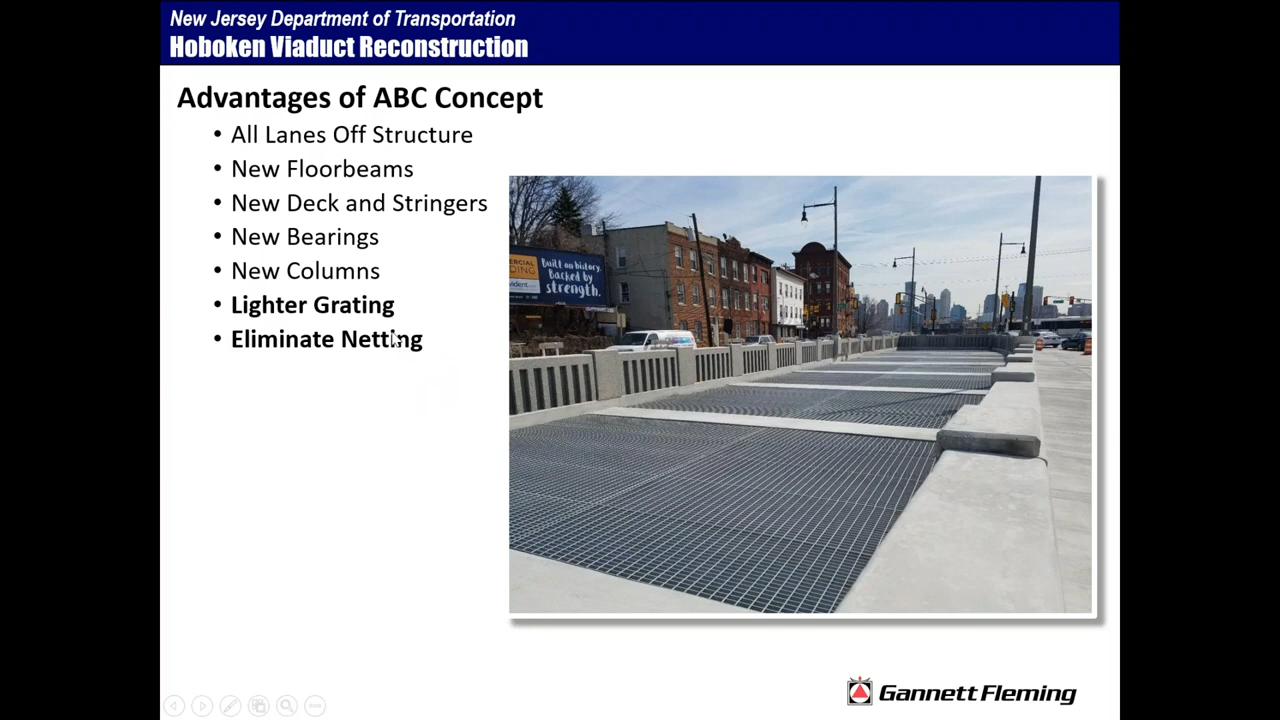 New Jersey Department of Transportation
Hoboken Viaduct Reconstruction
Advantages of ABC Concept
• All Lanes Off Structure
• New Floorbeams
• New Deck and Stringers
• New Bearings
• New Columns
• Lighter Grating
• Eliminate Netting
Built on history.
Backed by
strength.
Gannett Fleming